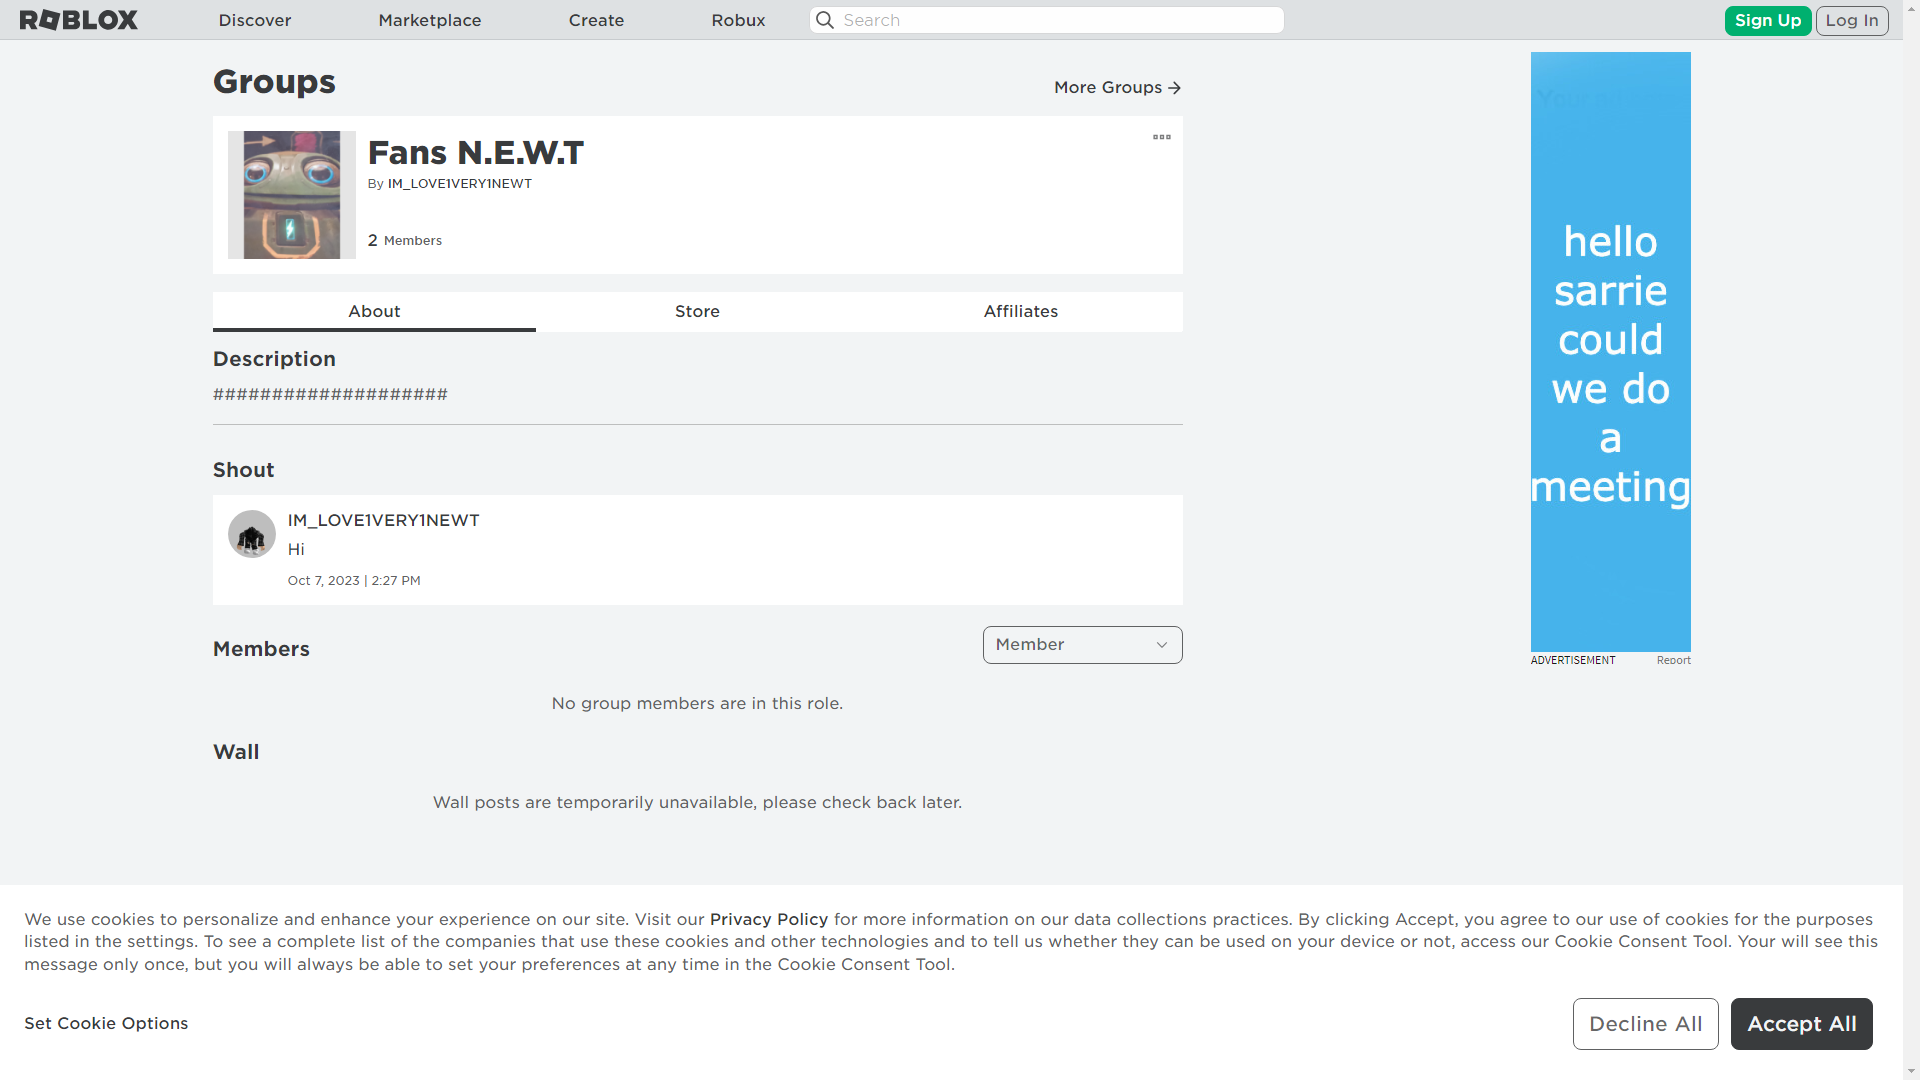 ROBLOX
Discover
Marketplace
Create
Robux
Search
Sign Up
Log In
Groups
More Groups
Fans N.E.W.T
By IM_LOVE1VERY1NEWT
2 Members
About
Store
Affiliates
Description
####################
Shout
IM_LOVE1VERY1NEWT
Hi
Oct 7, 2023 | 2:27 PM
Members
Member
No group members are in this role.
Wall
Wall posts are temporarily unavailable, please check back later.
hello
sarrie
could
we do
a
meeting
ADVERTISEMENT
Report
We use cookies to personalize and enhance your experience on our site. Visit our Privacy Policy for more information on our data collections practices. By clicking Accept, you agree to our use of cookies for the purposes
listed in the settings. To see a complete list of the companies that use these cookies and other technologies and to tell us whether they can be used on your device or not, access our Cookie Consent Tool. Your will see this
message only once, but you will always be able to set your preferences at any time in the Cookie Consent Tool.
Set Cookie Options
Decline All
Accept All